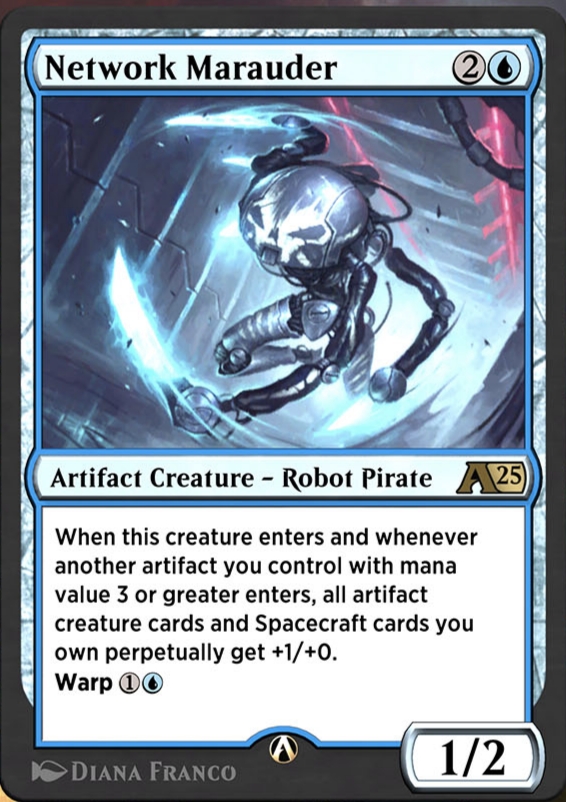 Network Marauder 2
Artifact Creature – Robot Pirate A25
When this creature enters and whenever
another artifact you control with mana
value 3 or greater enters, all artifact
creature cards and Spacecraft cards you
own perpetually get +1/+0.
Warp 1
A
DIANA FRANCO 1/2